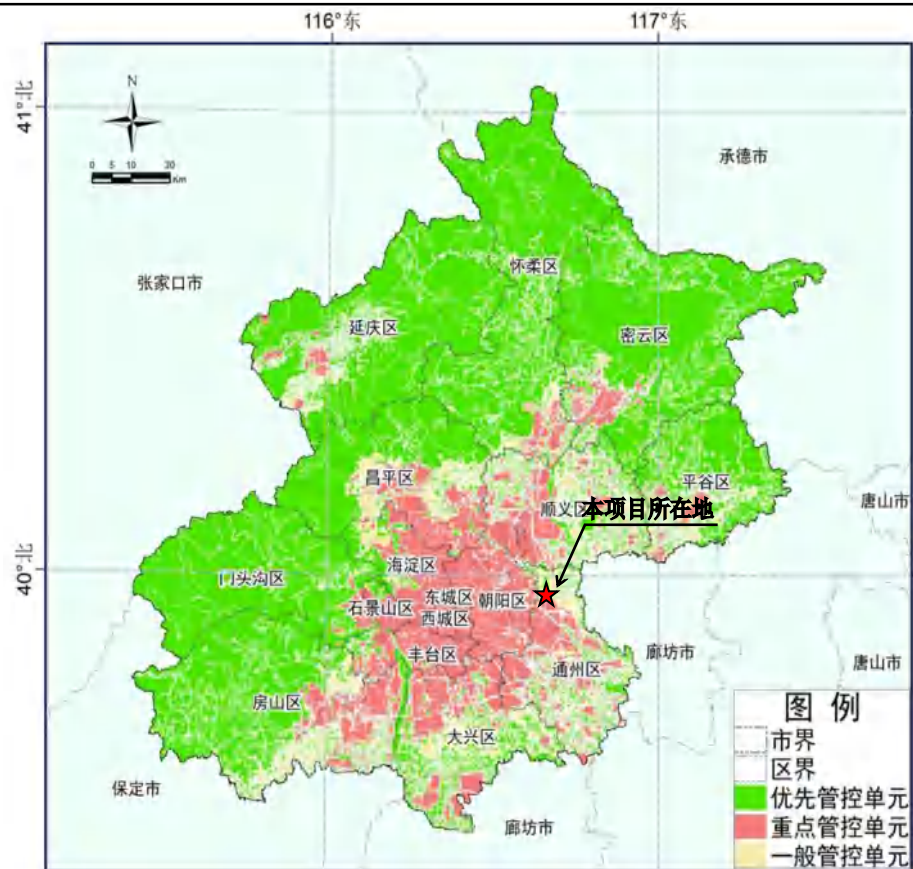 116°东
117°东
41°北
N
0 5 10 20
Km
承德市
怀柔区
张家口市
延庆区
密云区
昌平区
平谷区
顺义区
本项目所在地
唐山市
40°北
海淀区
门头沟区
东城区
朝阳区
石景山区
西城区
丰台区
通州区
廊坊市
唐山市
房山区
大兴区
保定市
廊坊市
图 例
市界
区界
优先管控单元
重点管控单元
一般管控单元